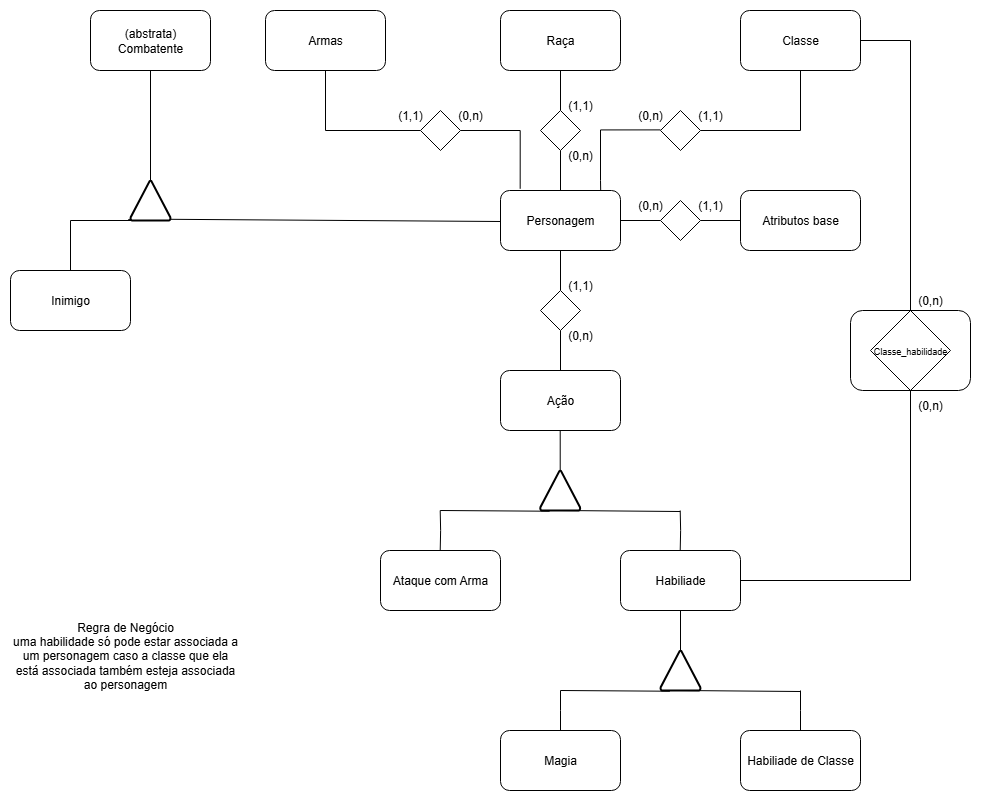 (abstrata)
Combatente
Armas
Raça
Classe
(1,1)
(0,n)
(1,1)
(0,n)
(0,n)
(1,1)
Personagem
(0,n)
(1,1)
Atributos base
Inimigo
(1,1)
(0,n)
(0,n)
Classe_habilidade
(0,n)
Ação
Ataque com Arma
Habiliade
Regra de Negócio
uma habilidade só pode estar associada a
um personagem caso a classe que ela
está associada também esteja associada
ao personagem
Magia
Habiliade de Classe